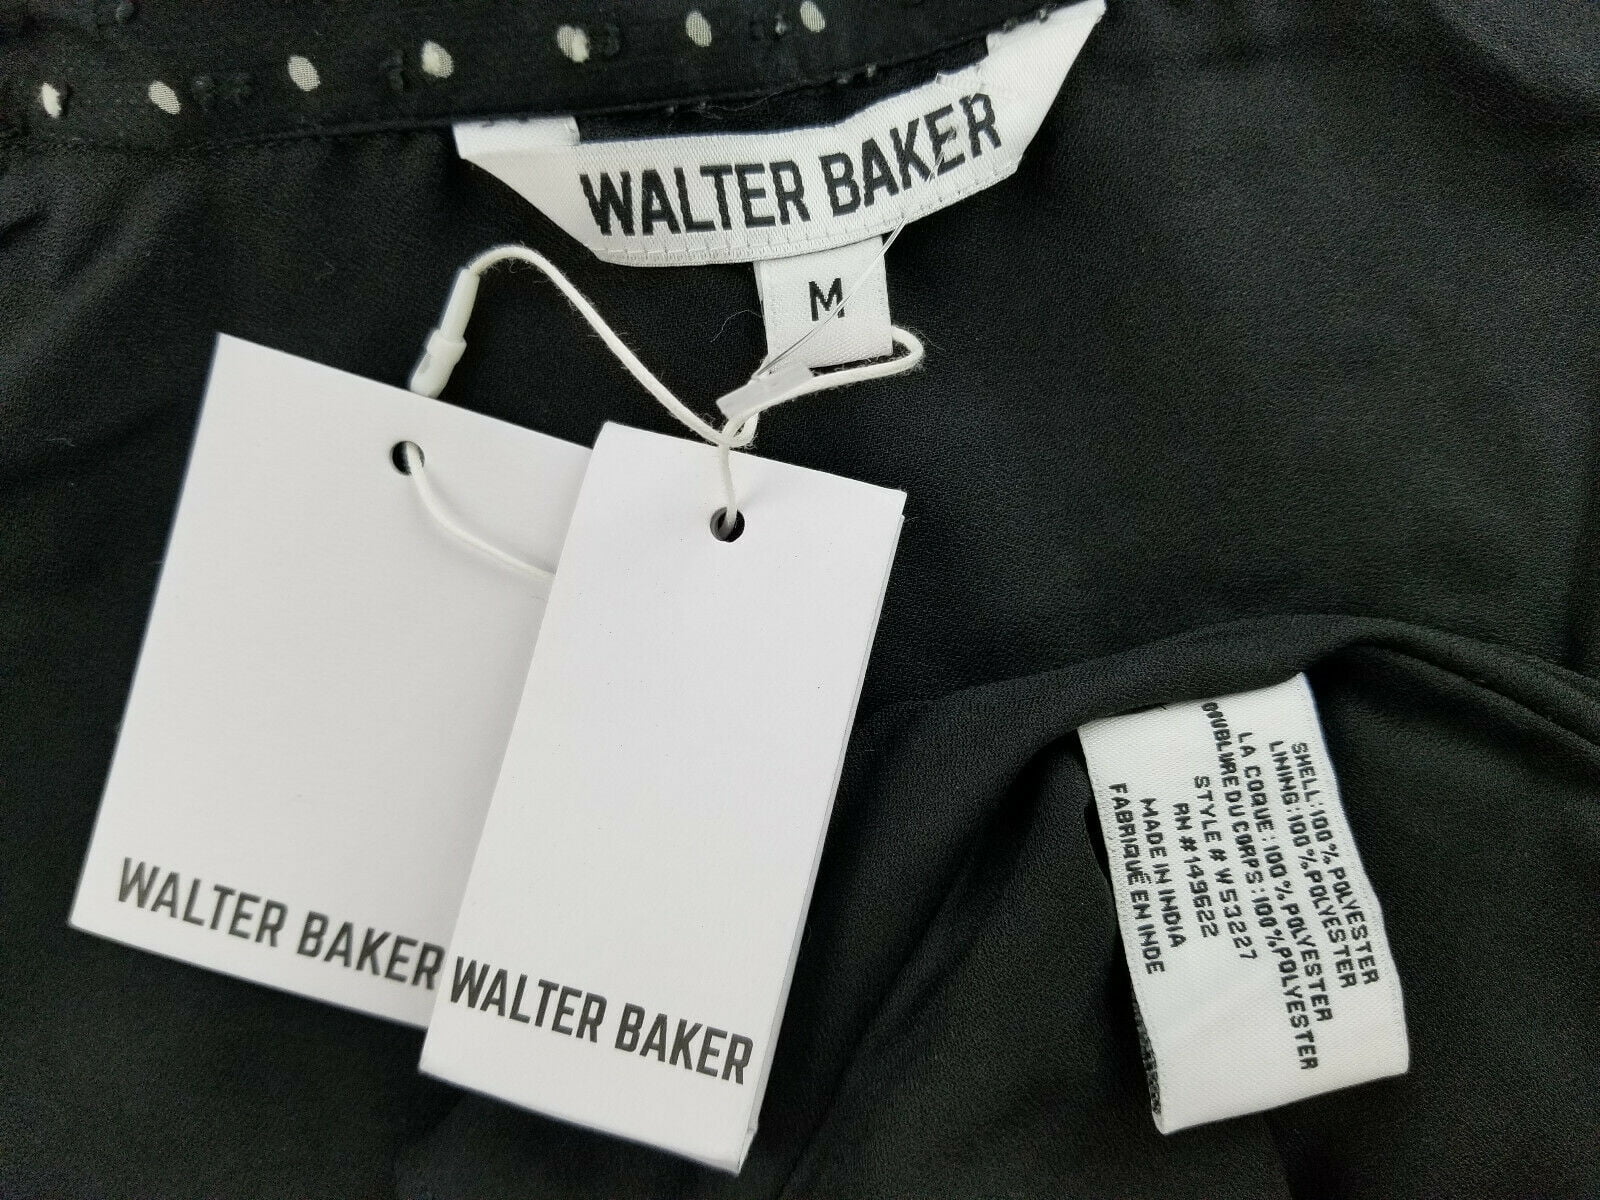 WALTER BAKER
M
WALTER BAKER
WALTER BAKER
SHELL:100 % POLYESTER
LINING:100 % POLYESTER
LA COQUE:100 % POLYESTER
DOUBLURE DU CORPS:100 % POLYESTER
STYLE # W53227
RN # 149622
MADE IN INDIA
FABRIQUÉ EN INDE